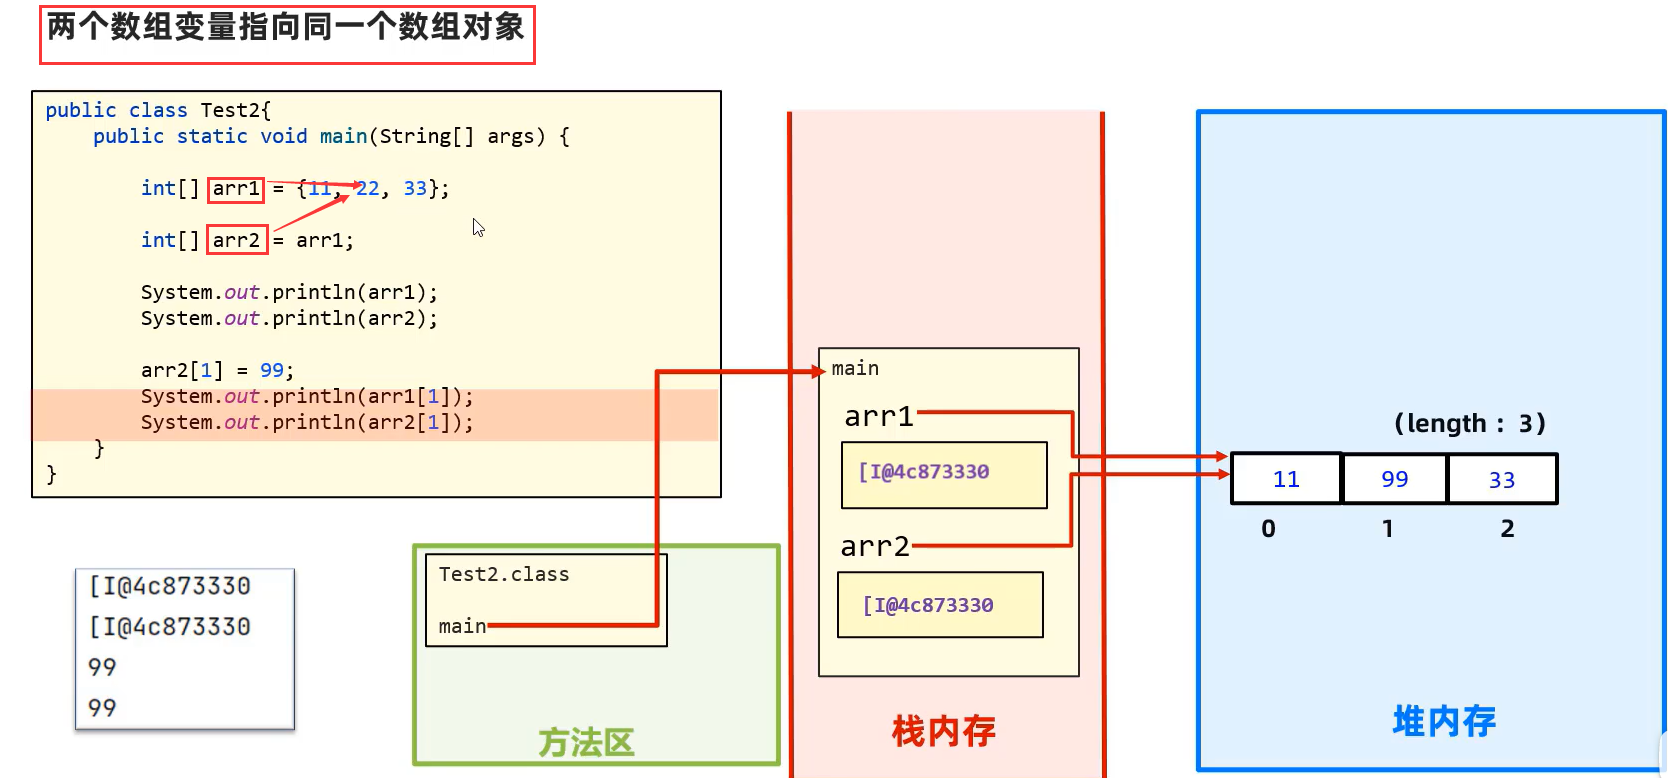 两个数组变量指向同一个数组对象
public class Test2{
public static void main(String[] args) {
int[] arr1 = {11, 22, 33};
int[] arr2 = arr1;
System.out.println(arr1);
System.out.println(arr2);
arr2[1] = 99;
System.out.println(arr1[1]);
System.out.println(arr2[1]);
}
}
[I@4c873330
[I@4c873330
99
99
Test2.class
main
方法区
main
arr1
[I@4c873330
arr2
[I@4c873330
栈内存
(length : 3)
11 99 33
0 1 2
堆内存